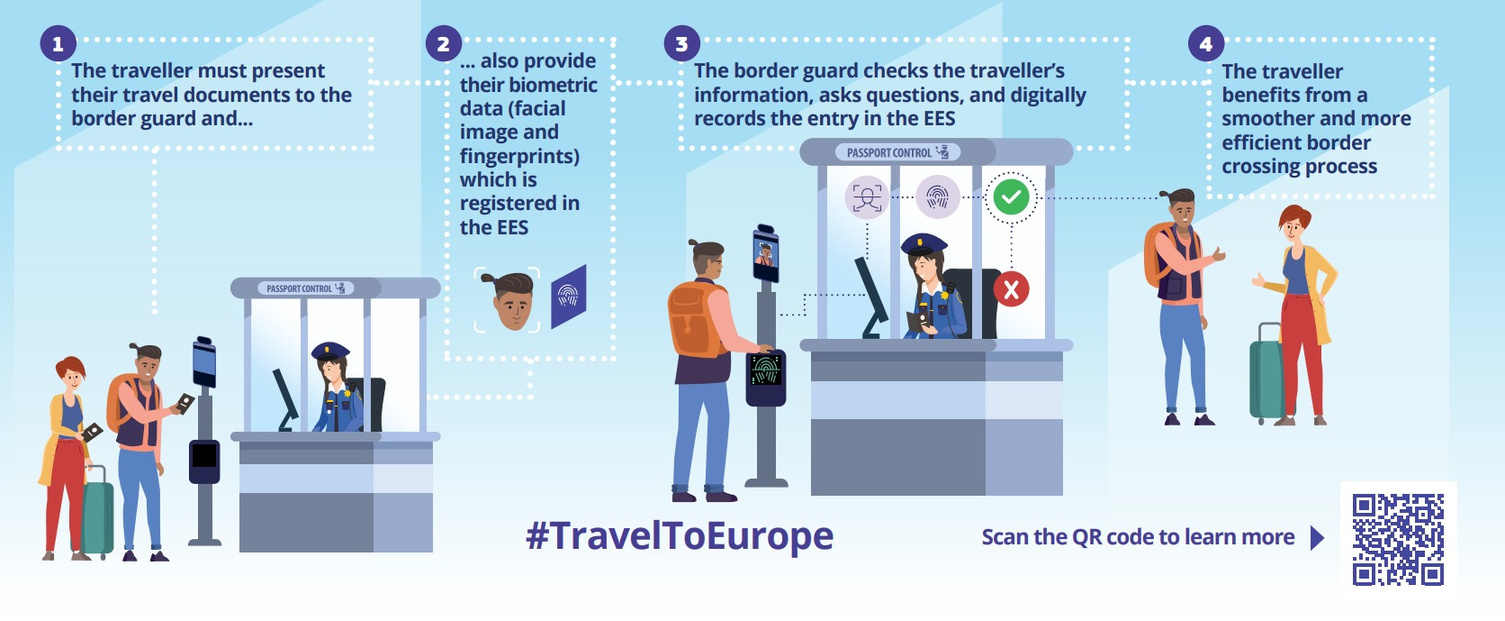 1
The traveller must present
their travel documents to the
border guard and...
2
... also provide
their biometric
data (facial
image and
fingerprints)
which is
registered in
the EES
3
The border guard checks the traveller's
information, asks questions, and digitally
records the entry in the EES
4
The traveller
benefits from a
smoother and more
efficient border
crossing process
PASSPORT CONTROL
PASSPORT CONTROL
#TravelToEurope
Scan the QR code to learn more